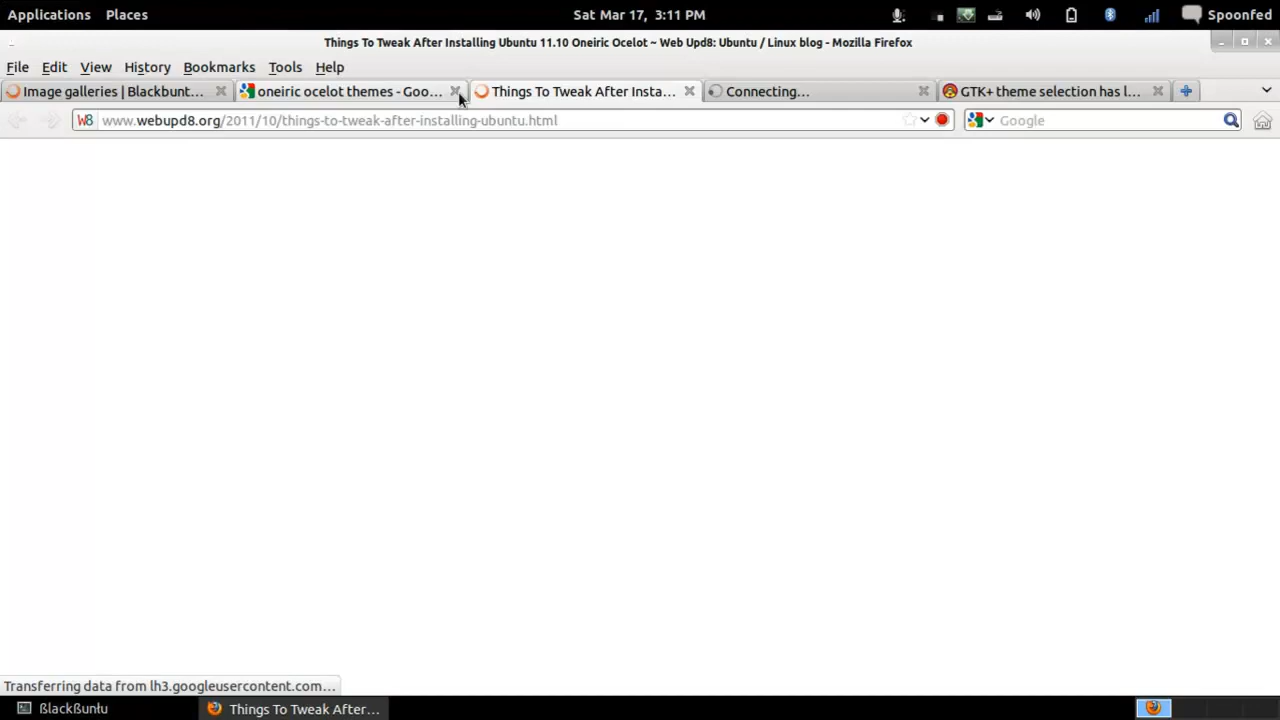 Applications Places Sat Mar 17, 3:11 PM Spoonfed
Things To Tweak After Installing Ubuntu 11.10 Oneiric Ocelot ~ Web Upd8: Ubuntu / Linux blog - Mozilla Firefox
File Edit View History Bookmarks Tools Help
Image galleries | Blackbunt... oneiric ocelot themes - Goo... Things To Tweak After Insta... Connecting... GTK+ theme selection has l...
W8 www.webupd8.org/2011/10/things-to-tweak-after-installing-ubuntu.html Google
Transferring data from lh3.googleusercontent.com...
ßlackßunłu Things To Tweak After...